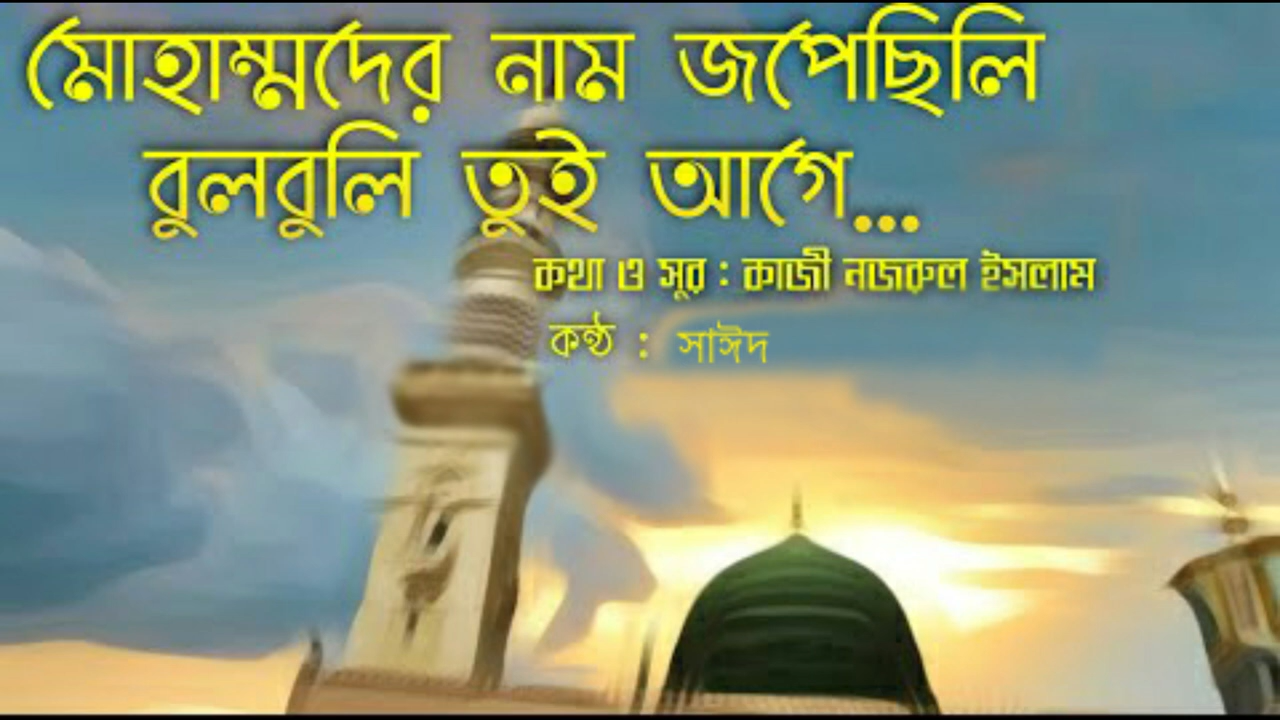 মোহাম্মদের নাম জপেছিলি
বুলবুলি তুই আগে...
কথা ও সুর : কাজী নজরুল ইসলাম
কন্ঠ : সাঈদ